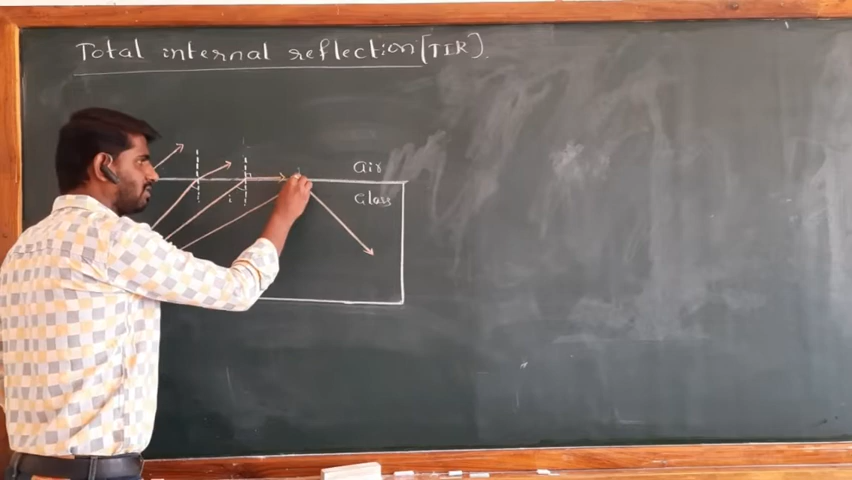 Total internal reflection [TIR].
air
Glass
i